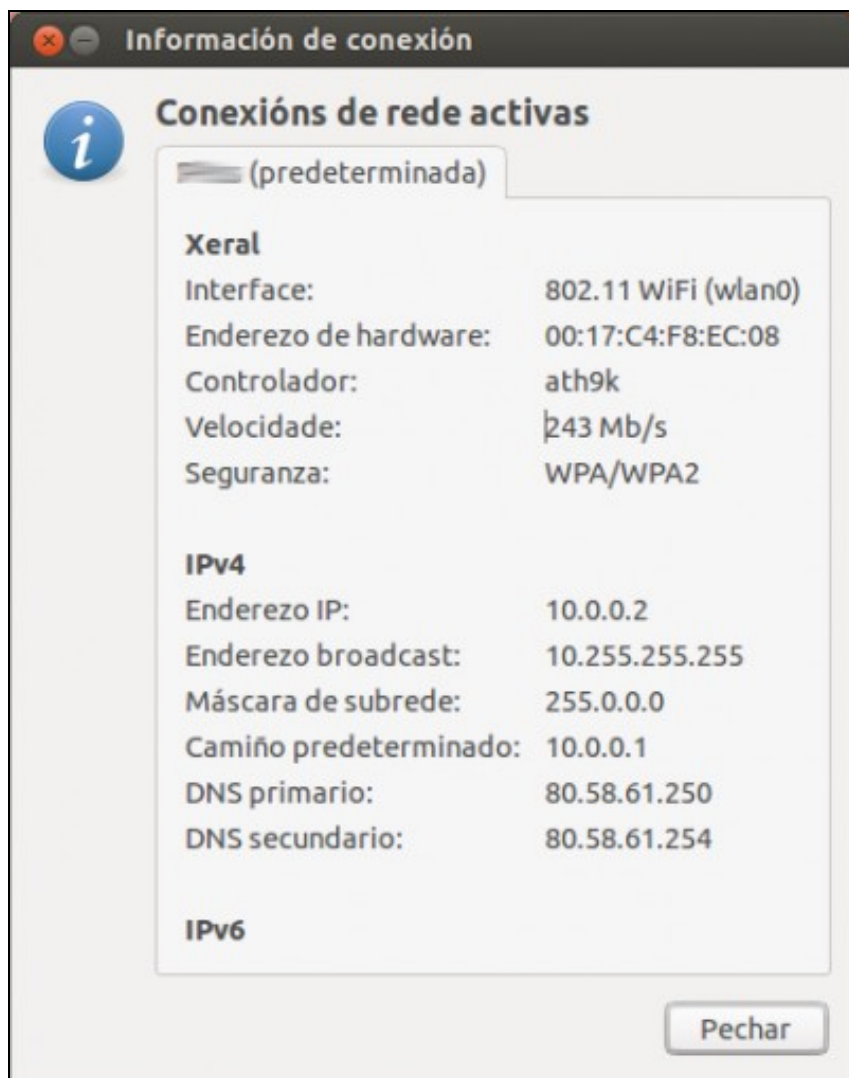 Información de conexión
Conexións de rede activas
(predeterminada)
Xeral
Interface: 802.11 WiFi (wlan0)
Enderezo de hardware: 00:17:C4:F8:EC:08
Controlador: ath9k
Velocidade: 243 Mb/s
Seguranza: WPA/WPA2
IPv4
Enderezo IP: 10.0.0.2
Enderezo broadcast: 10.255.255.255
Máscara de subrede: 255.0.0.0
Camiño predeterminado: 10.0.0.1
DNS primario: 80.58.61.250
DNS secundario: 80.58.61.254
IPv6
Pechar